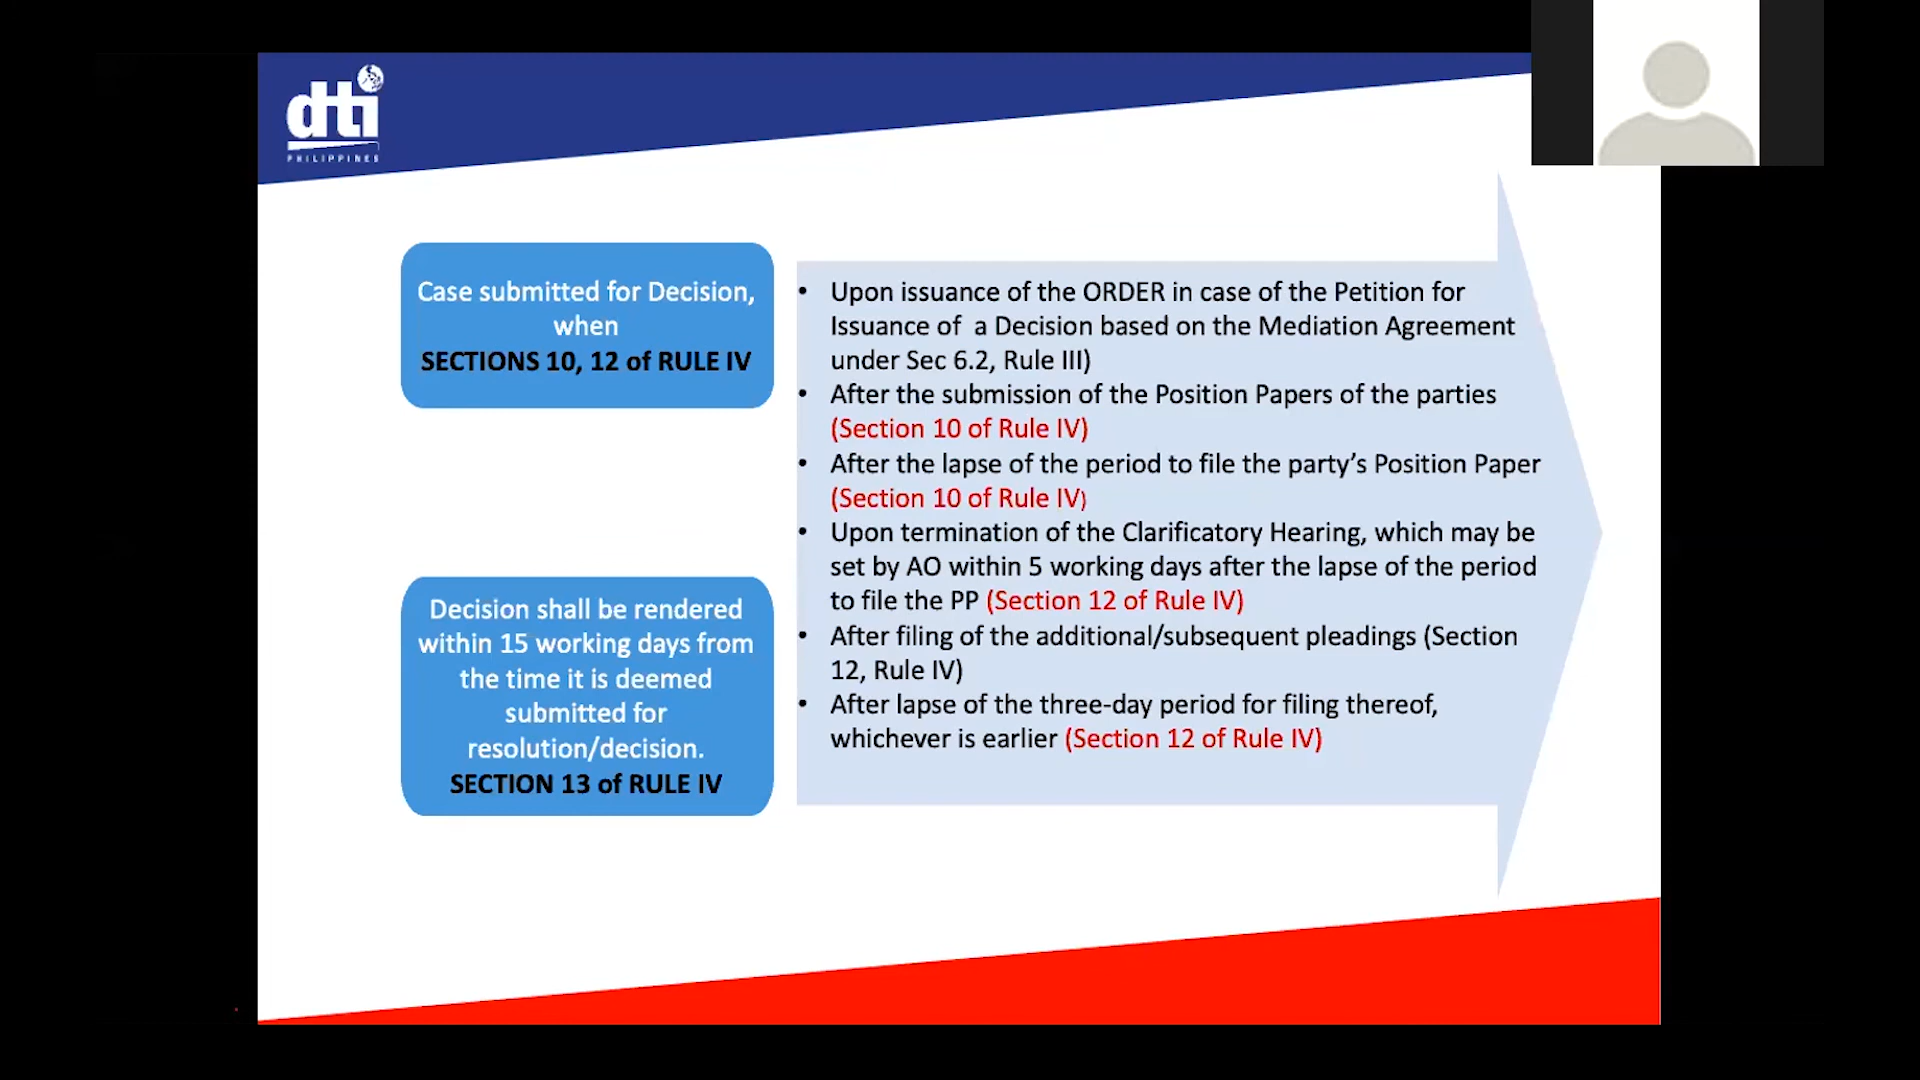 dti
PHILIPPINES
Case submitted for Decision,
when
SECTIONS 10, 12 of RULE IV
Decision shall be rendered
within 15 working days from
the time it is deemed
submitted for
resolution/decision.
SECTION 13 of RULE IV
• Upon issuance of the ORDER in case of the Petition for
Issuance of a Decision based on the Mediation Agreement
under Sec 6.2, Rule III)
• After the submission of the Position Papers of the parties
(Section 10 of Rule IV)
• After the lapse of the period to file the party’s Position Paper
(Section 10 of Rule IV)
• Upon termination of the Clarificatory Hearing, which may be
set by AO within 5 working days after the lapse of the period
to file the PP (Section 12 of Rule IV)
• After filing of the additional/subsequent pleadings (Section
12, Rule IV)
• After lapse of the three-day period for filing thereof,
whichever is earlier (Section 12 of Rule IV)